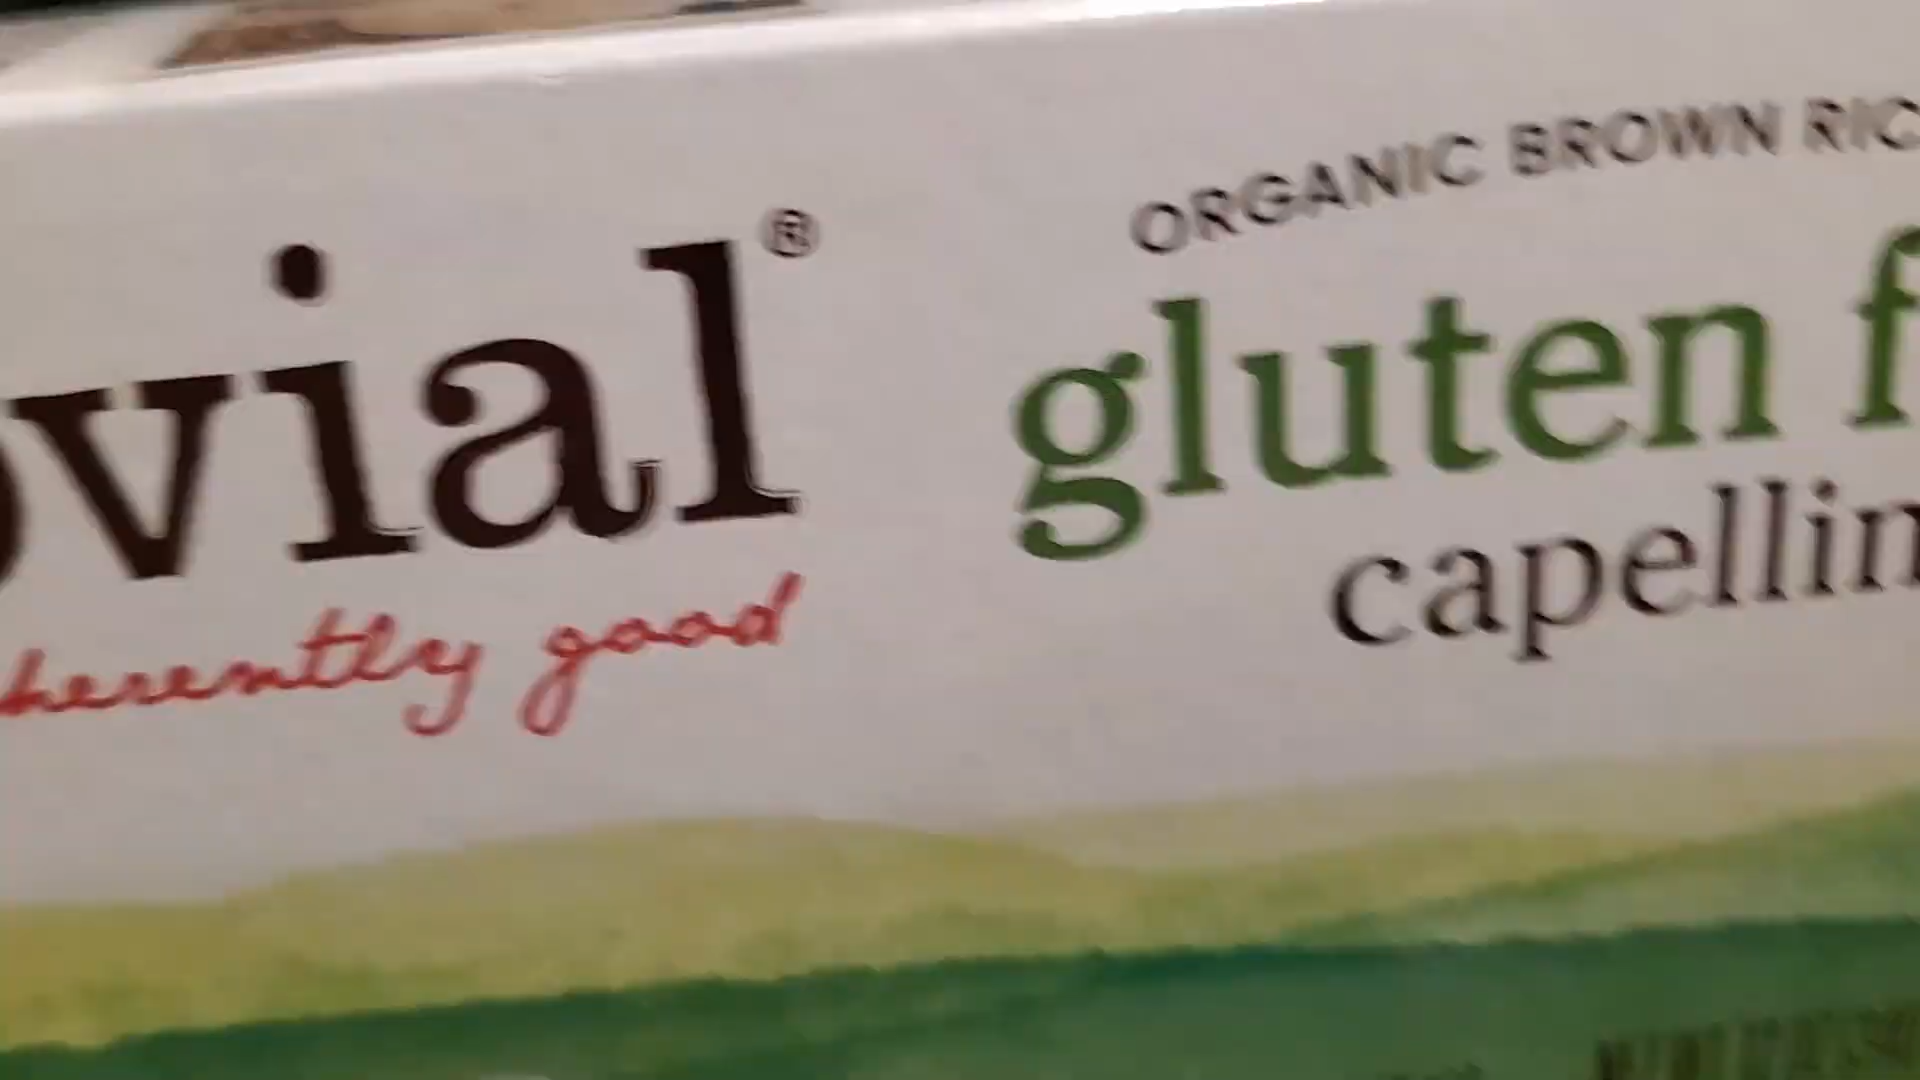 ovial®
herently good
ORGANIC BROWN RIC
gluten f
capellin